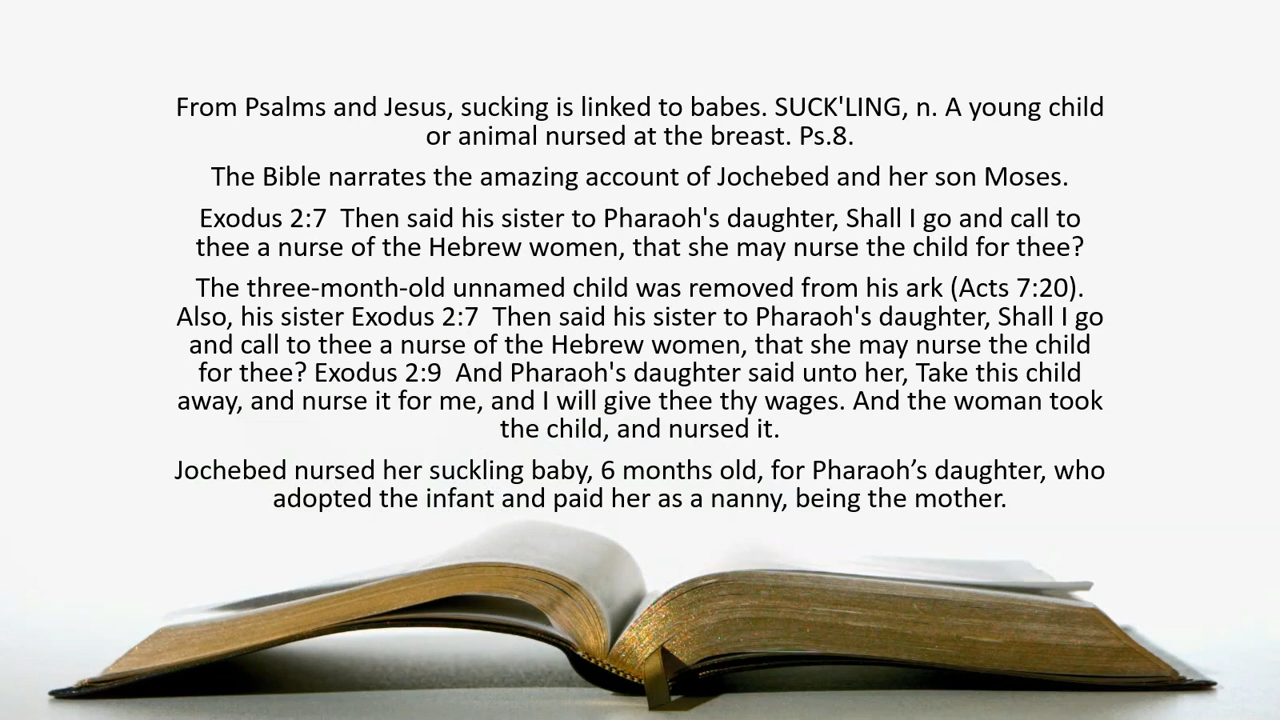 From Psalms and Jesus, sucking is linked to babes. SUCK'LING, n. A young child
or animal nursed at the breast. Ps.8.
The Bible narrates the amazing account of Jochebed and her son Moses.
Exodus 2:7  Then said his sister to Pharaoh's daughter, Shall I go and call to
thee a nurse of the Hebrew women, that she may nurse the child for thee?
The three-month-old unnamed child was removed from his ark (Acts 7:20).
Also, his sister Exodus 2:7  Then said his sister to Pharaoh's daughter, Shall I go
and call to thee a nurse of the Hebrew women, that she may nurse the child
for thee? Exodus 2:9  And Pharaoh's daughter said unto her, Take this child
away, and nurse it for me, and I will give thee thy wages. And the woman took
the child, and nursed it.
Jochebed nursed her suckling baby, 6 months old, for Pharaoh’s daughter, who
adopted the infant and paid her as a nanny, being the mother.